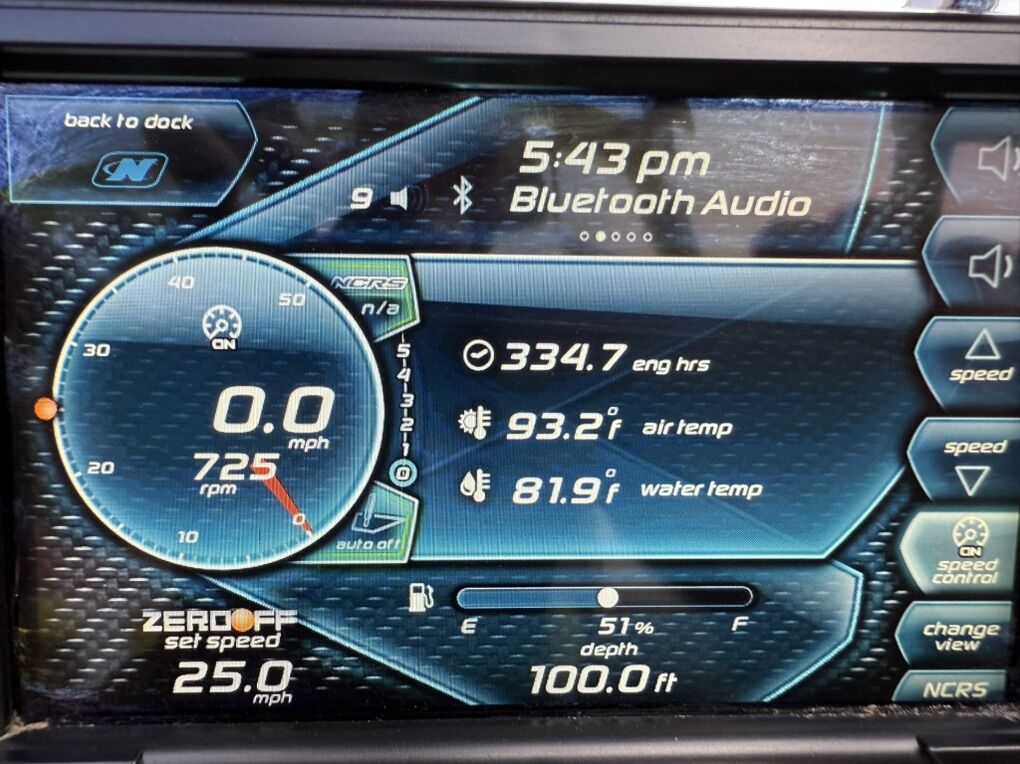 back to dock
N
5:43 pm
9
Bluetooth Audio
40
50
30
20
10
0
ON
0.0
mph
725
rpm
NCRS
n/a
5
4
3
2
1
0
auto off
334.7 eng hrs
93.2°f air temp
81.9°f water temp
ZEROOFF
set speed
25.0
mph
E
51%
F
depth
100.0 ft
speed
speed
ON
speed
control
change
view
NCRS